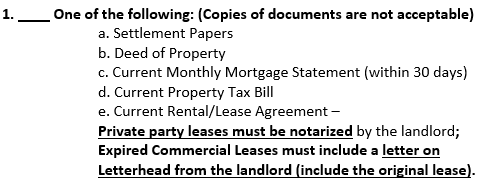 1. ____ One of the following: (Copies of documents are not acceptable)
a. Settlement Papers
b. Deed of Property
c. Current Monthly Mortgage Statement (within 30 days)
d. Current Property Tax Bill
e. Current Rental/Lease Agreement –
Private party leases must be notarized by the landlord;
Expired Commercial Leases must include a letter on
Letterhead from the landlord (include the original lease).